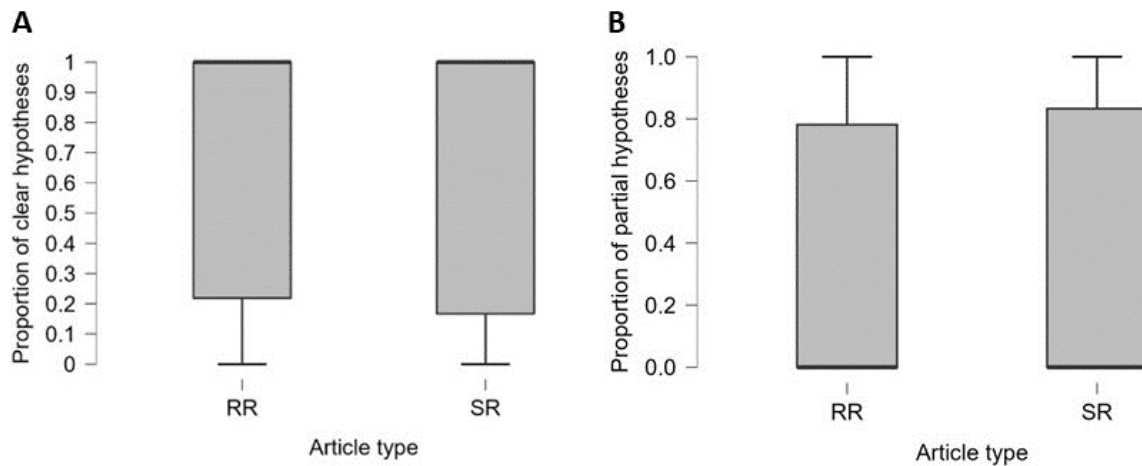 A
Proportion of clear hypotheses
1
0.9
0.8
0.7
0.6
0.5
0.4
0.3
0.2
0.1
0
RR
SR
Article type
B
Proportion of partial hypotheses
1.0
0.8
0.6
0.4
0.2
0.0
RR
SR
Article type